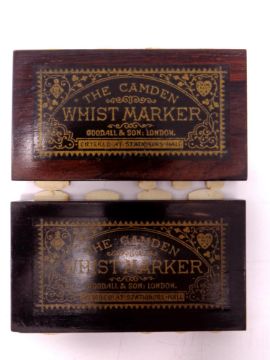 THE CAMDEN
WHIST MARKER
GOODALL & SON: LONDON.
ENTERED AT STATIONERS HALL
THE CAMDEN
WHIST MARKER
GOODALL & SON: LONDON.
ENTERED AT STATIONERS HALL